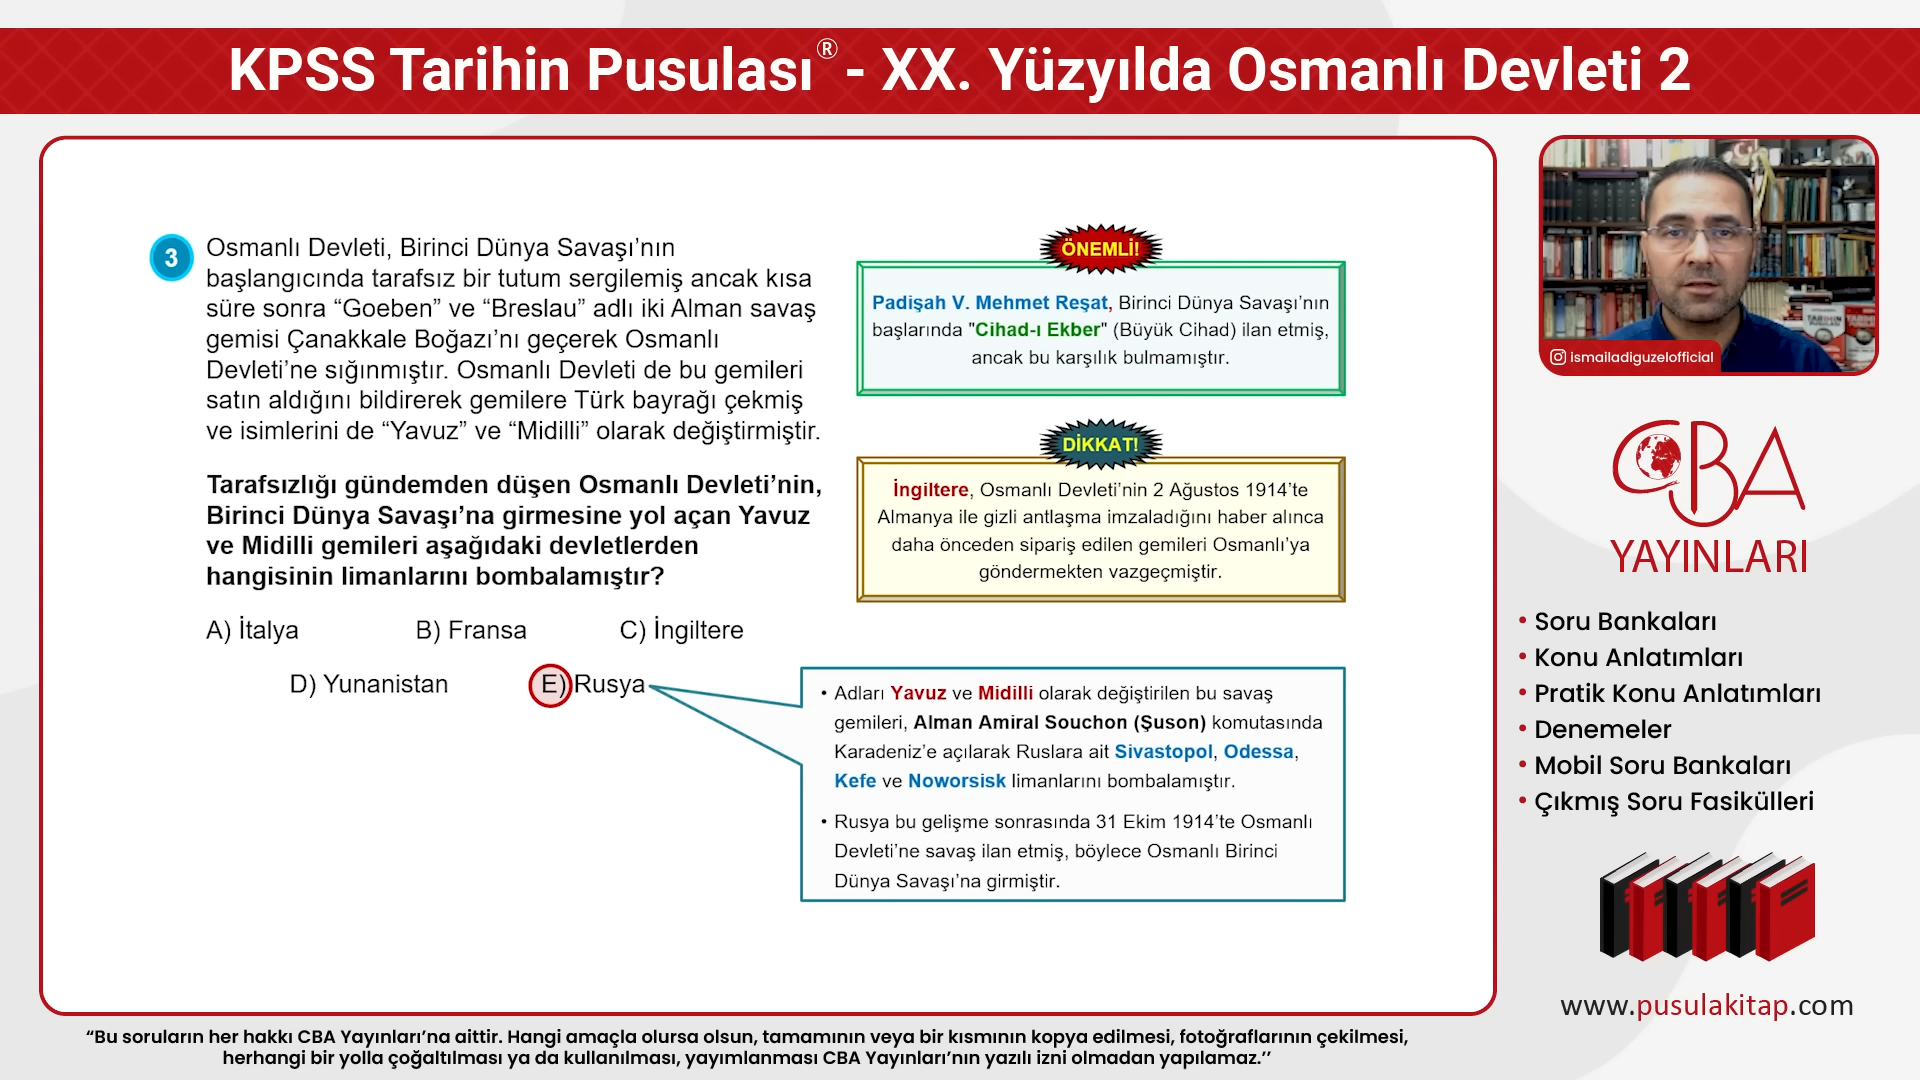 KPSS Tarihin Pusulası® - XX. Yüzyılda Osmanlı Devleti 2
3
Osmanlı Devleti, Birinci Dünya Savaşı’nın
başlangıcında tarafsız bir tutum sergilemiş ancak kısa
süre sonra “Goeben” ve “Breslau” adlı iki Alman savaş
gemisi Çanakkale Boğazı’nı geçerek Osmanlı
Devleti’ne sığınmıştır. Osmanlı Devleti de bu gemileri
satın aldığını bildirerek gemilere Türk bayrağı çekmiş
ve isimlerini de “Yavuz” ve “Midilli” olarak değiştirmiştir.
Tarafsızlığı gündemden düşen Osmanlı Devleti’nin,
Birinci Dünya Savaşı’na girmesine yol açan Yavuz
ve Midilli gemileri aşağıdaki devletlerden
hangisinin limanlarını bombalamıştır?
A) İtalya B) Fransa C) İngiltere
D) Yunanistan E) Rusya
ÖNEMLİ!
Padişah V. Mehmet Reşat, Birinci Dünya Savaşı’nın
başlarında "Cihad-ı Ekber" (Büyük Cihad) ilan etmiş,
ancak bu karşılık bulmamıştır.
DİKKAT!
İngiltere, Osmanlı Devleti’nin 2 Ağustos 1914’te
Almanya ile gizli antlaşma imzaladığını haber alınca
daha önceden sipariş edilen gemileri Osmanlı’ya
göndermekten vazgeçmiştir.
• Adları Yavuz ve Midilli olarak değiştirilen bu savaş
gemileri, Alman Amiral Souchon (Şuson) komutasında
Karadeniz’e açılarak Ruslara ait Sivastopol, Odessa,
Kefe ve Noworsisk limanlarını bombalamıştır.
• Rusya bu gelişme sonrasında 31 Ekim 1914’te Osmanlı
Devleti’ne savaş ilan etmiş, böylece Osmanlı Birinci
Dünya Savaşı’na girmiştir.
ismailadiguzelofficial
CBA
YAYINLARI
• Soru Bankaları
• Konu Anlatımları
• Pratik Konu Anlatımları
• Denemeler
• Mobil Soru Bankaları
• Çıkmış Soru Fasikülleri
www.pusulakitap.com
“Bu soruların her hakkı CBA Yayınları’na aittir. Hangi amaçla olursa olsun, tamamının veya bir kısmının kopya edilmesi, fotoğraflarının çekilmesi,
herhangi bir yolla çoğaltılması ya da kullanılması, yayımlanması CBA Yayınları’nın yazılı izni olmadan yapılamaz.’’